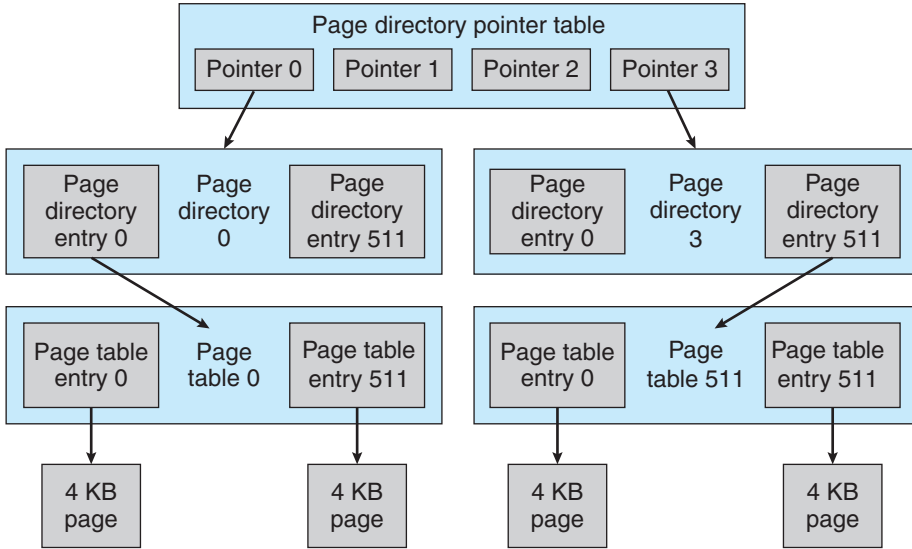 Page directory pointer table
Pointer 0
Pointer 1
Pointer 2
Pointer 3
Page
directory
entry 0
Page
directory
0
Page
directory
entry 511
Page
directory
entry 0
Page
directory
3
Page
directory
entry 511
Page table
entry 0
Page
table 0
Page table
entry 511
Page table
entry 0
Page
table 511
Page table
entry 511
4 KB
page
4 KB
page
4 KB
page
4 KB
page